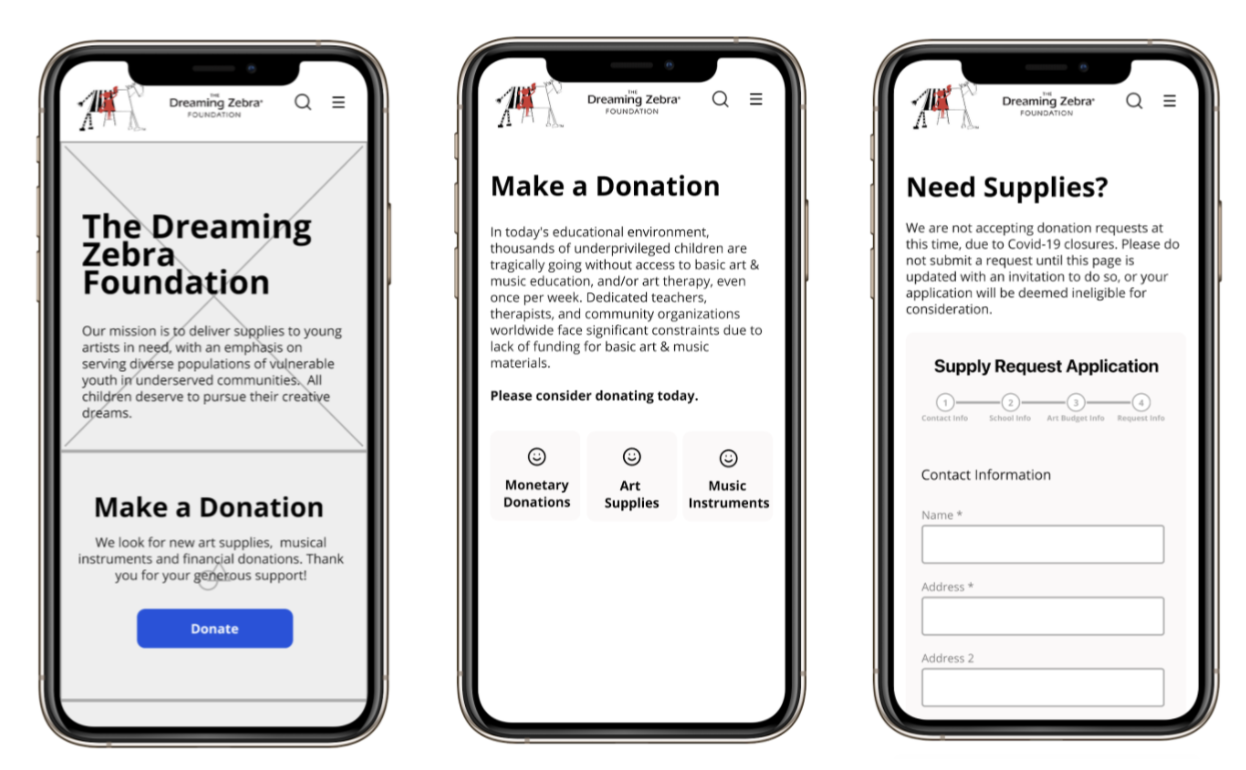 THE
Dreaming Zebra
FOUNDATION
The Dreaming
Zebra
Foundation
Our mission is to deliver supplies to young
artists in need, with an emphasis on
serving diverse populations of vulnerable
youth in underserved communities.  All
children deserve to pursue their creative
dreams.
Make a Donation
We look for new art supplies,  musical
instruments and financial donations. Thank
you for your generous support!
Donate
THE
Dreaming Zebra
FOUNDATION
Make a Donation
In today's educational environment,
thousands of underprivileged children are
tragically going without access to basic art &
music education, and/or art therapy, even
once per week. Dedicated teachers,
therapists, and community organizations
worldwide face significant constraints due to
lack of funding for basic art & music
materials.
Please consider donating today.
Monetary
Donations
Art
Supplies
Music
Instruments
THE
Dreaming Zebra
FOUNDATION
Need Supplies?
We are not accepting donation requests at
this time, due to Covid-19 closures. Please do
not submit a request until this page is
updated with an invitation to do so, or your
application will be deemed ineligible for
consideration.
Supply Request Application
1 2 3 4
Contact Info School Info Art Budget Info Request Info
Contact Information
Name *
Address *
Address 2